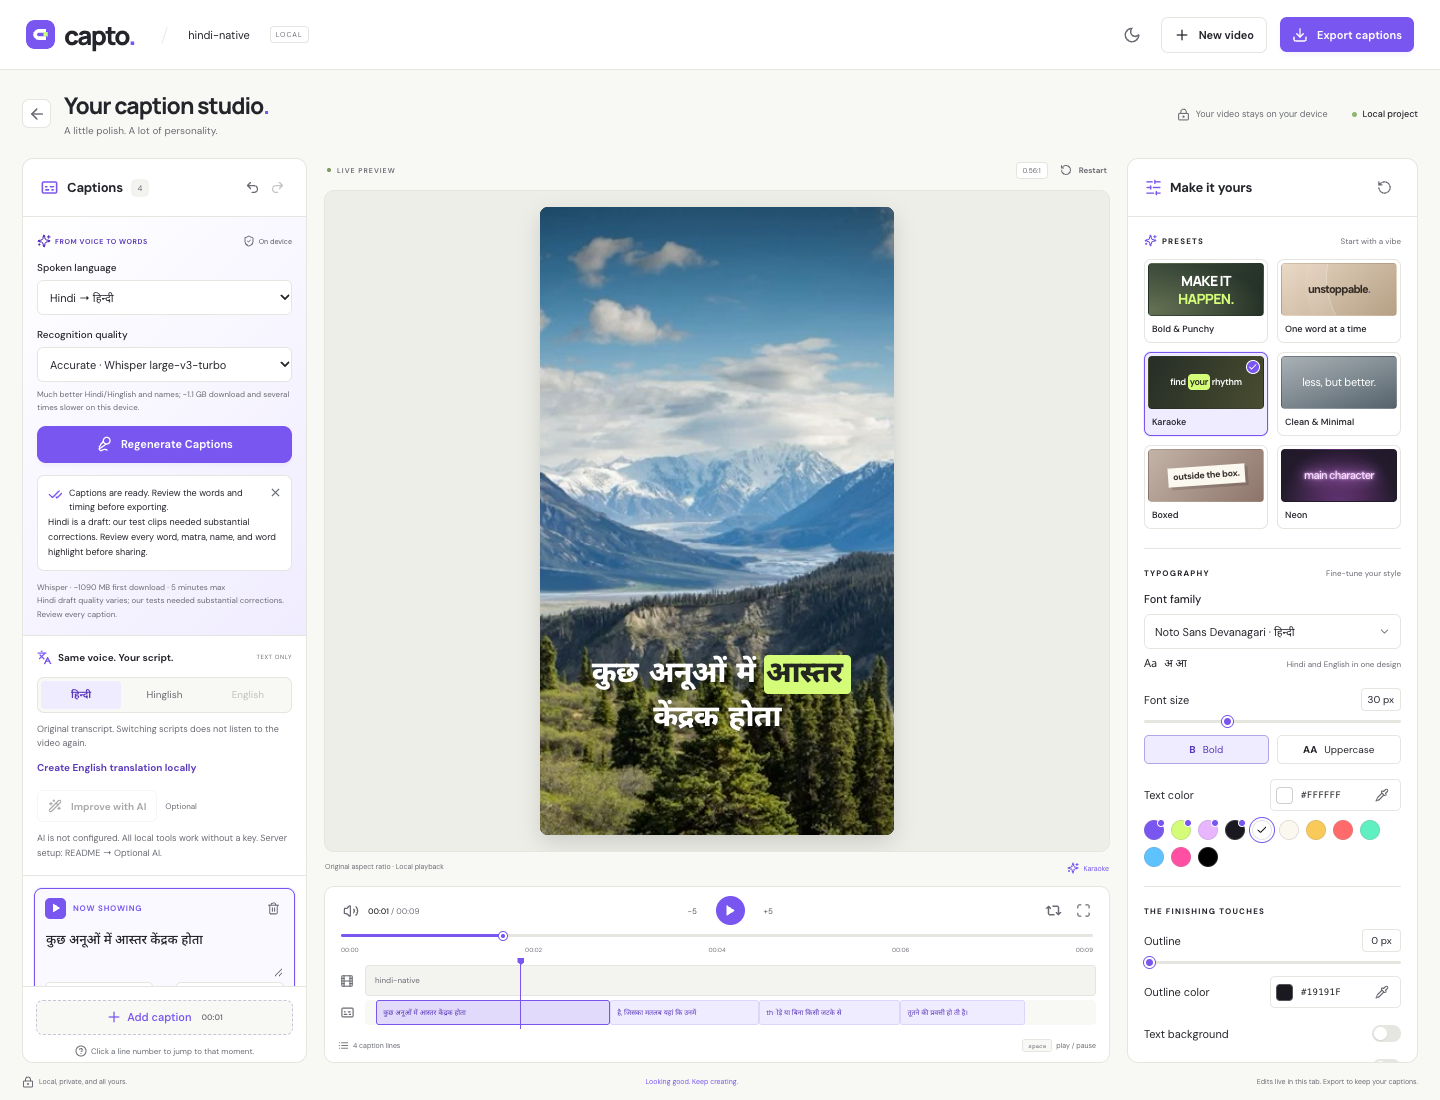 capto.
hindi-native
LOCAL
New video
Export captions
Your caption studio.
A little polish. A lot of personality.
Your video stays on your device
Local project
Captions
4
FROM VOICE TO WORDS
On device
Spoken language
Hindi → हिन्दी
Recognition quality
Accurate · Whisper large-v3-turbo
Much better Hindi/Hinglish and names; ~1.1 GB download and several
times slower on this device.
Regenerate Captions
Captions are ready. Review the words and
timing before exporting.
Hindi is a draft: our test clips needed substantial
corrections. Review every word, matra, name, and word
highlight before sharing.
Whisper · ~1090 MB first download · 5 minutes max
Hindi draft quality varies; our tests needed substantial corrections.
Review every caption.
Same voice. Your script.
TEXT ONLY
हिन्दी
Hinglish
English
Original transcript. Switching scripts does not listen to the
video again.
Create English translation locally
Improve with AI
Optional
AI is not configured. All local tools work without a key. Server
setup: README → Optional AI.
NOW SHOWING
कुछ अनूओं में आस्तर केंद्रक होता
Add caption 00:01
Click a line number to jump to that moment.
LIVE PREVIEW
0.56:1
Restart
कुछ अनूओं में आस्तर
केंद्रक होता
Original aspect ratio · Local playback
Karaoke
00:01 / 00:09
-5
+5
00:00
00:02
00:04
00:06
00:09
hindi-native
कुछ अनूओं में आस्तर केंद्रक होता
है, जिसका मतलब यहां कि उनमें
या बिना किसी जटके से
तूतने की प्रक्सी हो ती है।
4 caption lines
space play / pause
Make it yours
PRESETS
Start with a vibe
MAKE IT
HAPPEN.
Bold & Punchy
unstoppable.
One word at a time
find your rhythm
Karaoke
less, but better.
Clean & Minimal
outside the box.
Boxed
main character
Neon
TYPOGRAPHY
Fine-tune your style
Font family
Noto Sans Devanagari · हिन्दी
Aa अ आ
Hindi and English in one design
Font size
30 px
B Bold
AA Uppercase
Text color
#FFFFFF
THE FINISHING TOUCHES
Outline
0 px
Outline color
#19191F
Text background
Local, private, and all yours.
Looking good. Keep creating.
Edits live in this tab. Export to keep your captions.